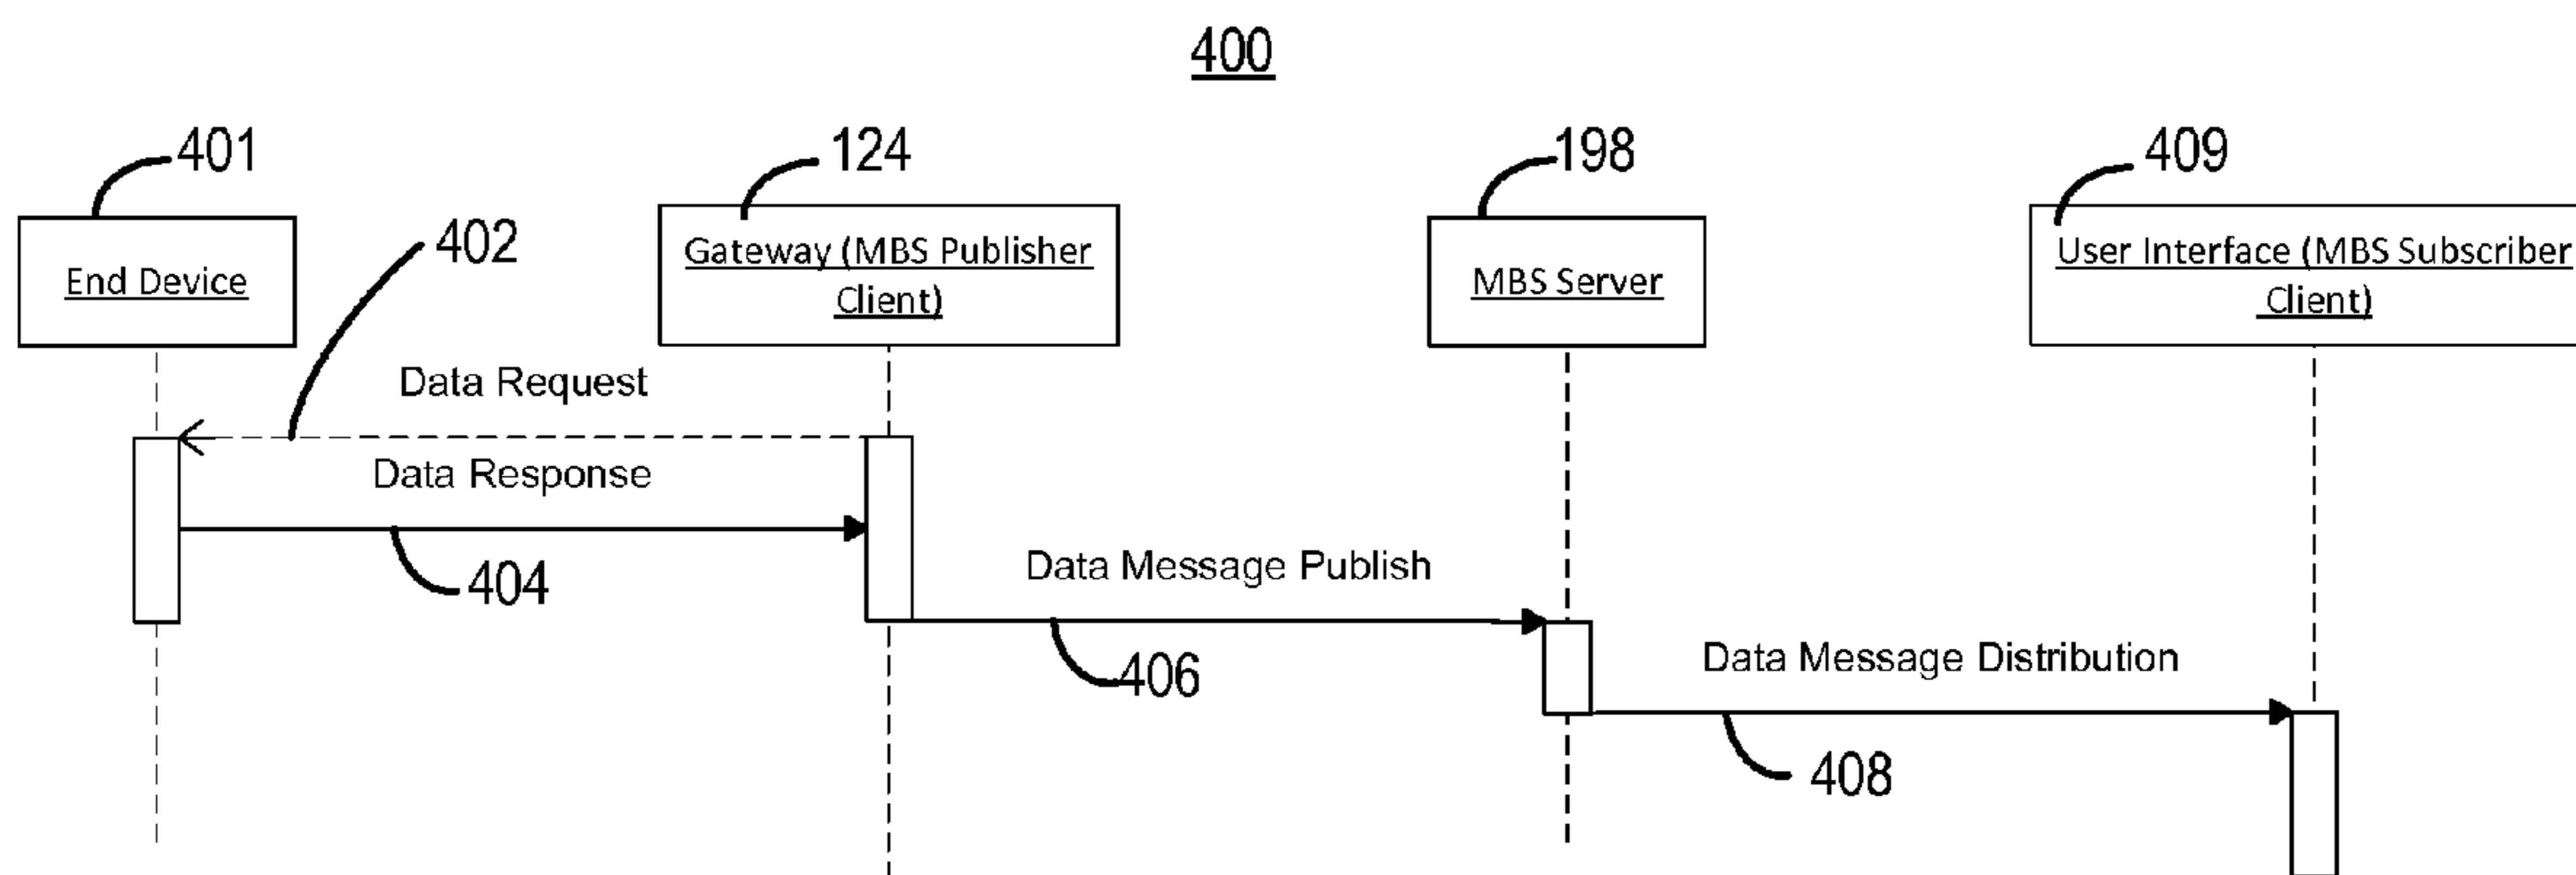 400
401
124
198
409
402
End Device
Gateway (MBS Publisher
Client)
MBS Server
User Interface (MBS Subscriber
Client)
Data Request
Data Response
404
Data Message Publish
406
Data Message Distribution
408